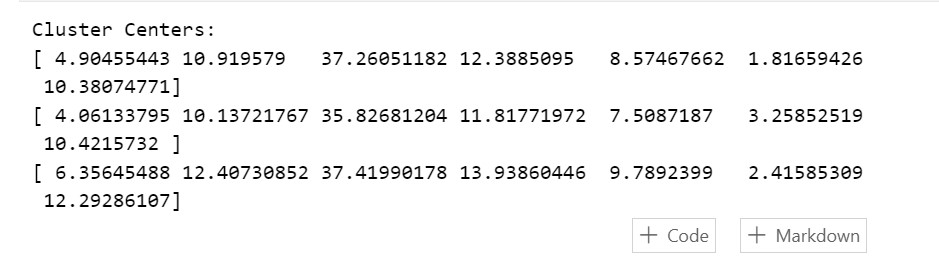 Cluster Centers:
[ 4.90455443 10.919579   37.26051182 12.3885095   8.57467662  1.81659426
 10.38074771]
[ 4.06133795 10.13721767 35.82681204 11.81771972  7.5087187   3.25852519
 10.4215732 ]
[ 6.35645488 12.40730852 37.41990178 13.93860446  9.7892399   2.41585309
 12.29286107]
+ Code + Markdown